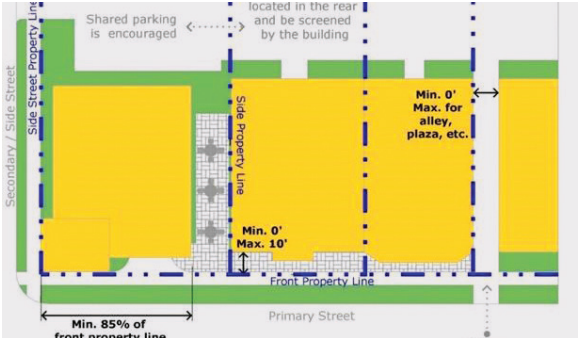 Shared parking
is encouraged
located in the rear
and be screened
by the building
Secondary / Side Street
Side Street Property Line
Side Property Line
Min. 0'
Max. for
alley,
plaza, etc.
Min. 0'
Max. 10'
Front Property Line
Primary Street
Min. 85% of
front property line